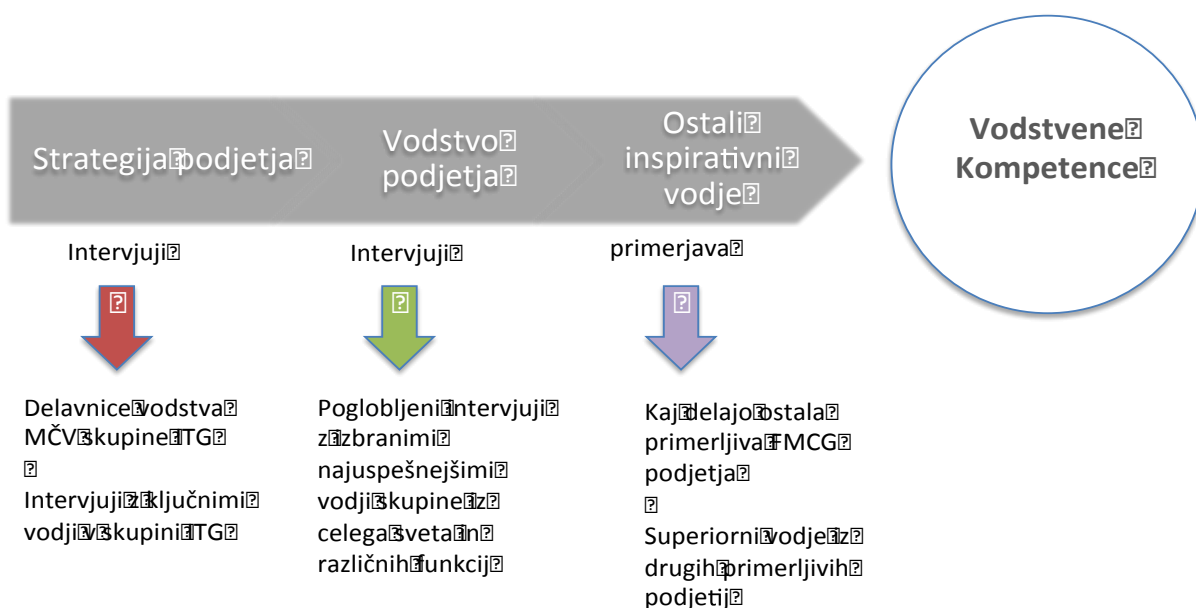 Strategija podjetja
Vodstvo
podjetja
Ostali
inspirativni
vodje
Vodstvene
Kompetence
Intervjuji
Intervjuji
primerjava
Delavnice vodstva
MČV skupine ITG
Intervjuji z ključnimi
vodji v skupini ITG
Poglobljeni intervjuji
z izbranimi
najuspešnejšimi
vodji skupine iz
celega sveta in
različnih funkcij
Kaj delajo ostala
primerljiva FMCG
podjetja
Superiorni vodje iz
drugih primerljivih
podjetij